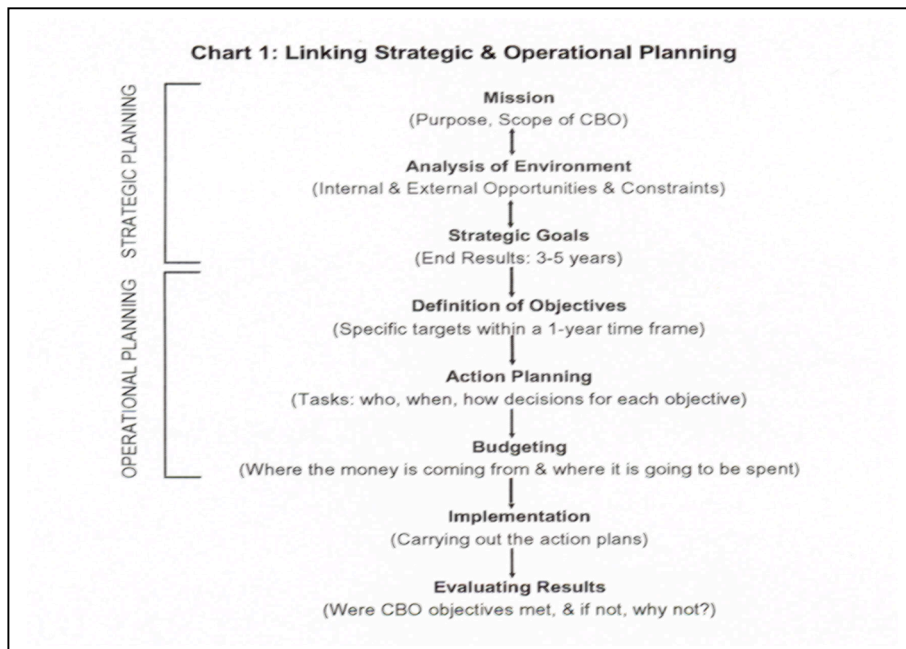 Chart 1: Linking Strategic & Operational Planning
STRATEGIC PLANNING
Mission
(Purpose, Scope of CBO)
Analysis of Environment
(Internal & External Opportunities & Constraints)
Strategic Goals
(End Results: 3-5 years)
OPERATIONAL PLANNING
Definition of Objectives
(Specific targets within a 1-year time frame)
Action Planning
(Tasks: who, when, how decisions for each objective)
Budgeting
(Where the money is coming from & where it is going to be spent)
Implementation
(Carrying out the action plans)
Evaluating Results
(Were CBO objectives met, & if not, why not?)